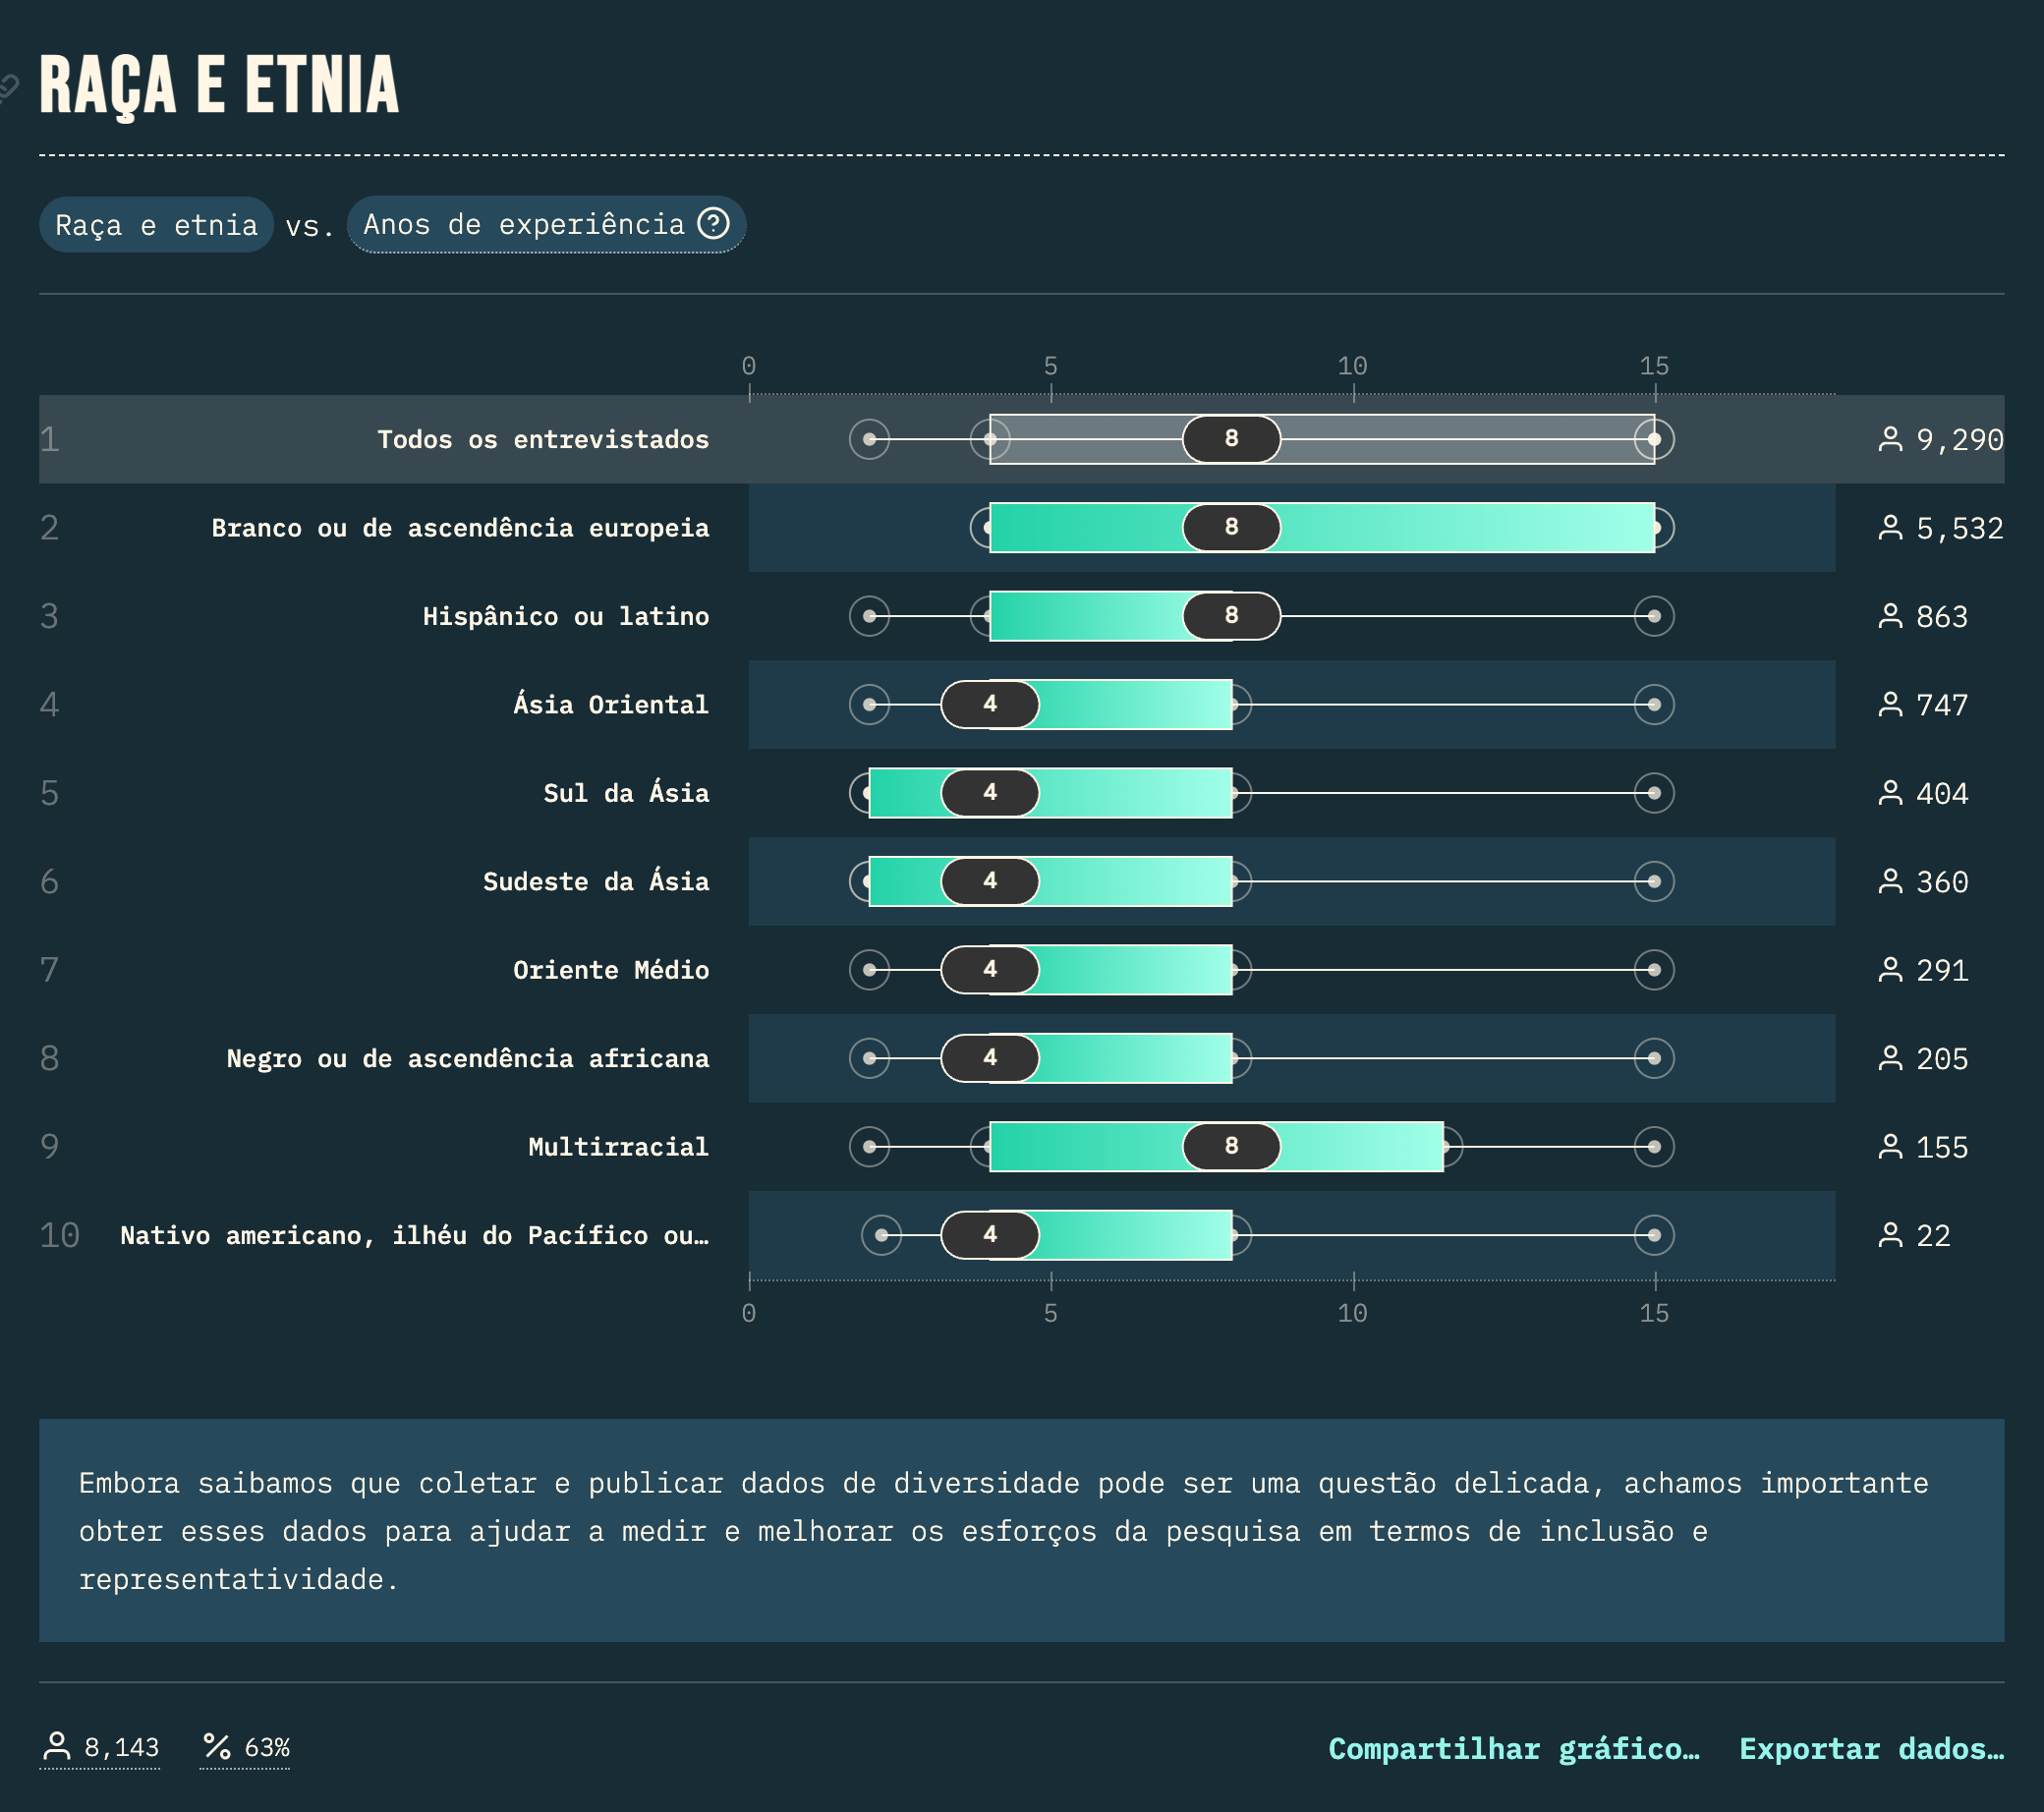 RAÇA E ETNIA
Raça e etnia vs. Anos de experiência ?
0 5 10 15
1 Todos os entrevistados 8 9,290
2 Branco ou de ascendência europeia 8 5,532
3 Hispânico ou latino 8 863
4 Ásia Oriental 4 747
5 Sul da Ásia 4 404
6 Sudeste da Ásia 4 360
7 Oriente Médio 4 291
8 Negro ou de ascendência africana 4 205
9 Multirracial 8 155
10 Nativo americano, ilhéu do Pacífico ou… 4 22
0 5 10 15
Embora saibamos que coletar e publicar dados de diversidade pode ser uma questão delicada, achamos importante
obter esses dados para ajudar a medir e melhorar os esforços da pesquisa em termos de inclusão e
representatividade.
8,143 % 63% Compartilhar gráfico… Exportar dados…